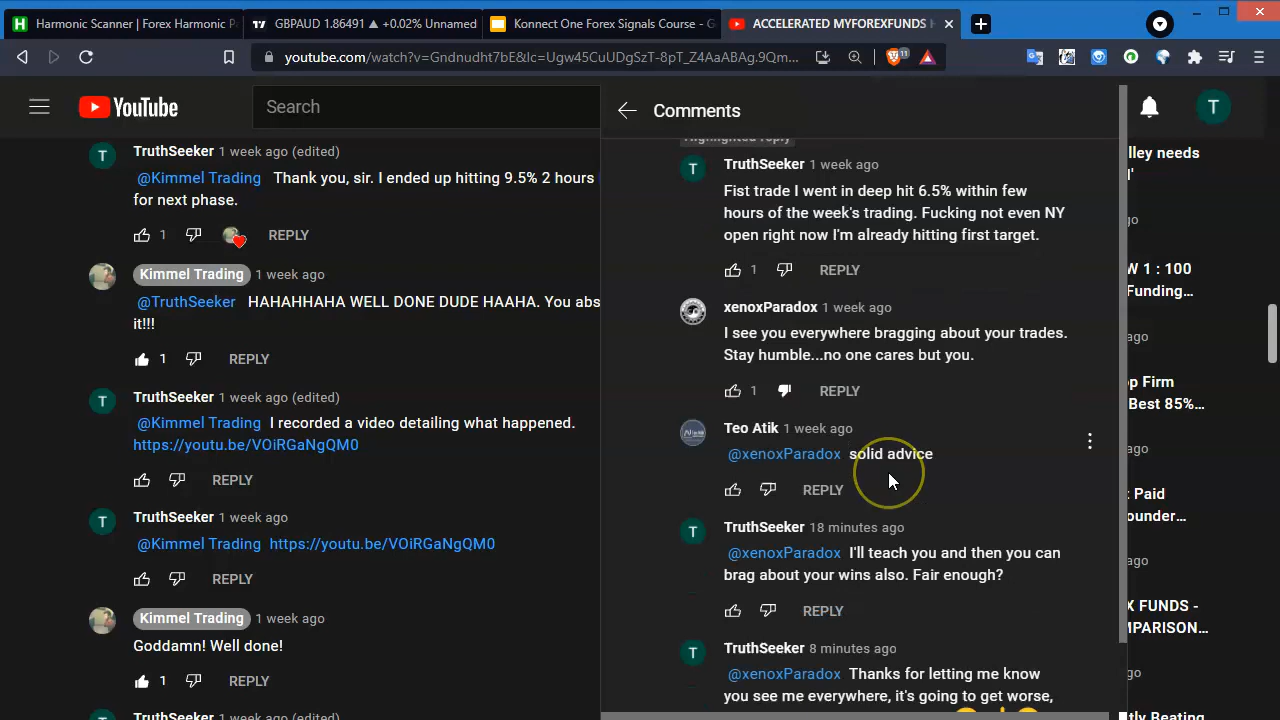 Harmonic Scanner | Forex Harmonic P
GBPAUD 1.86491 ▲ +0.02% Unnamed
Konnect One Forex Signals Course - G
ACCELERATED MYFOREXFUNDS
youtube.com/watch?v=Gndnudht7bE&lc=Ugw45CuUDgSzT-8pT_Z4AaABAg.9Qm...
11
YouTube
Search
T
TruthSeeker 1 week ago (edited)
@Kimmel Trading Thank you, sir. I ended up hitting 9.5% 2 hours
for next phase.
1
REPLY
Kimmel Trading 1 week ago
@TruthSeeker HAHAHHAHA WELL DONE DUDE HAAHA. You abs
it!!!
1
REPLY
T
TruthSeeker 1 week ago (edited)
@Kimmel Trading I recorded a video detailing what happened.
https://youtu.be/VOiRGaNgQM0
REPLY
T
TruthSeeker 1 week ago
@Kimmel Trading https://youtu.be/VOiRGaNgQM0
REPLY
Kimmel Trading 1 week ago
Goddamn! Well done!
1
REPLY
TruthSeeker 1 week ago (edited)
Comments
Highlighted reply
T
TruthSeeker 1 week ago
Fist trade I went in deep hit 6.5% within few
hours of the week's trading. Fucking not even NY
open right now I'm already hitting first target.
1
REPLY
xenoxParadox 1 week ago
I see you everywhere bragging about your trades.
Stay humble...no one cares but you.
1
REPLY
Teo Atik 1 week ago
@xenoxParadox solid advice
REPLY
T
TruthSeeker 18 minutes ago
@xenoxParadox I'll teach you and then you can
brag about your wins also. Fair enough?
REPLY
T
TruthSeeker 8 minutes ago
@xenoxParadox Thanks for letting me know
you see me everywhere, it's going to get worse,
T
lley needs
l'
go
W 1 : 100
Funding...
ago
p Firm
Best 85%...
ago
t Paid
ounder...
ago
X FUNDS -
MPARISON...
go
tly Beating